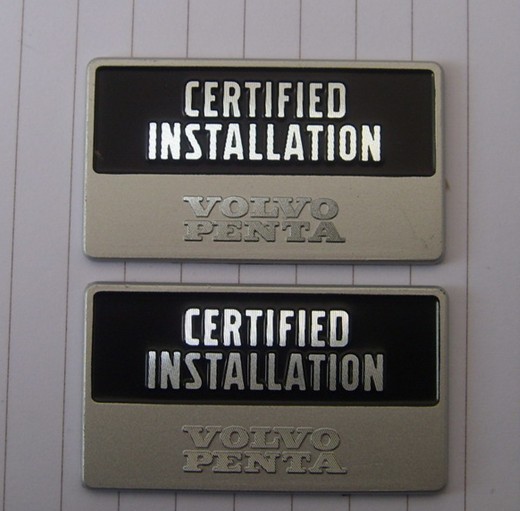 CERTIFIED
INSTALLATION
VOLVO
PENTA
CERTIFIED
INSTALLATION
VOLVO
PENTA